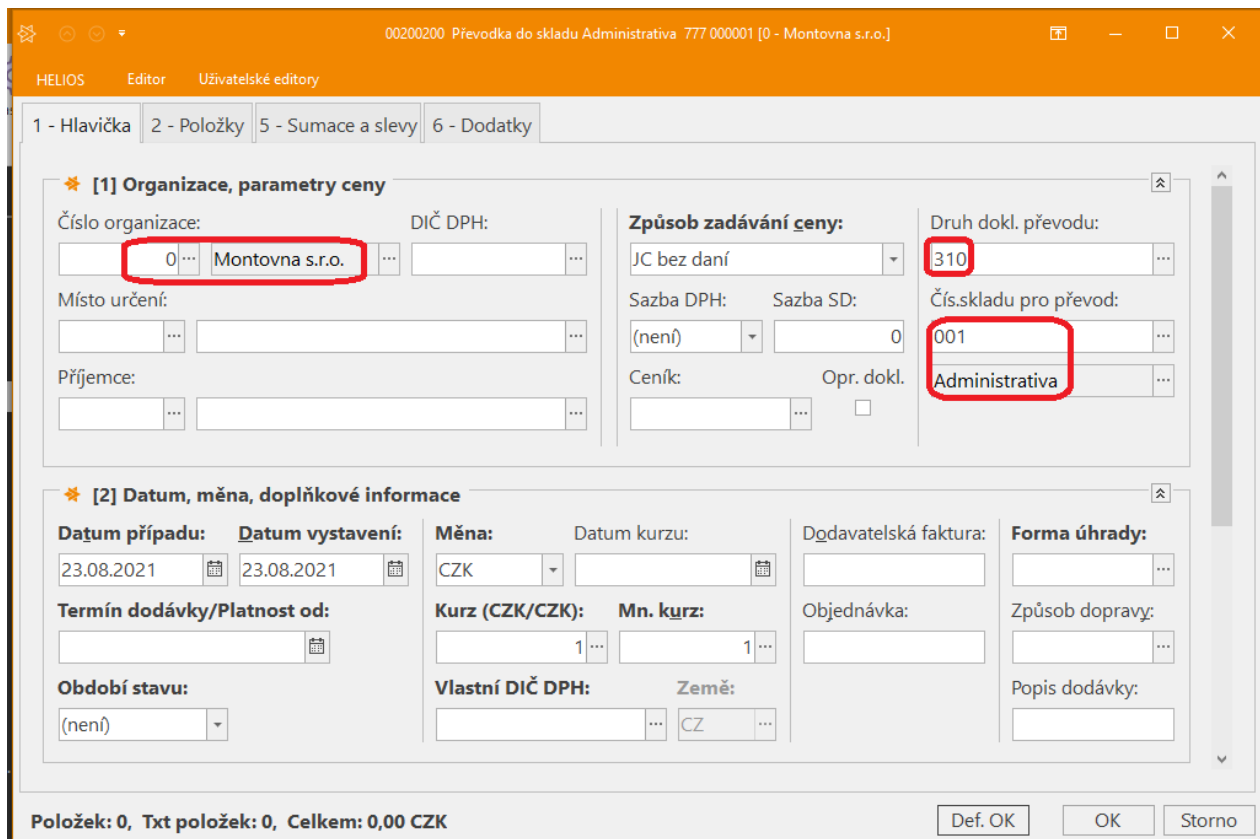 00200200 Převodka do skladu Administrativa 777 000001 [0 - Montovna s.r.o.]
HELIOS Editor Uživatelské editory
1 - Hlavička 2 - Položky 5 - Sumace a slevy 6 - Dodatky
[1] Organizace, parametry ceny
Číslo organizace: DIČ DPH: Způsob zadávání ceny: Druh dokl. převodu:
0 ... Montovna s.r.o. ... ... JC bez daní 310 ...
Místo určení: Sazba DPH: Sazba SD: Čís.skladu pro převod:
... ... (není) 0 001 ...
Příjemce: Ceník: Opr. dokl. Administrativa ...
... ... ...
[2] Datum, měna, doplňkové informace
Datum případu: Datum vystavení: Měna: Datum kurzu: Dodavatelská faktura: Forma úhrady:
23.08.2021 23.08.2021 CZK ...
Termín dodávky/Platnost od: Kurz (CZK/CZK): Mn. kurz: Objednávka: Způsob dopravy:
1 ... 1 ... ...
Období stavu: Vlastní DIČ DPH: Země: Popis dodávky:
(není) ... CZ ...
Položek: 0, Txt položek: 0, Celkem: 0,00 CZK Def. OK OK Storno